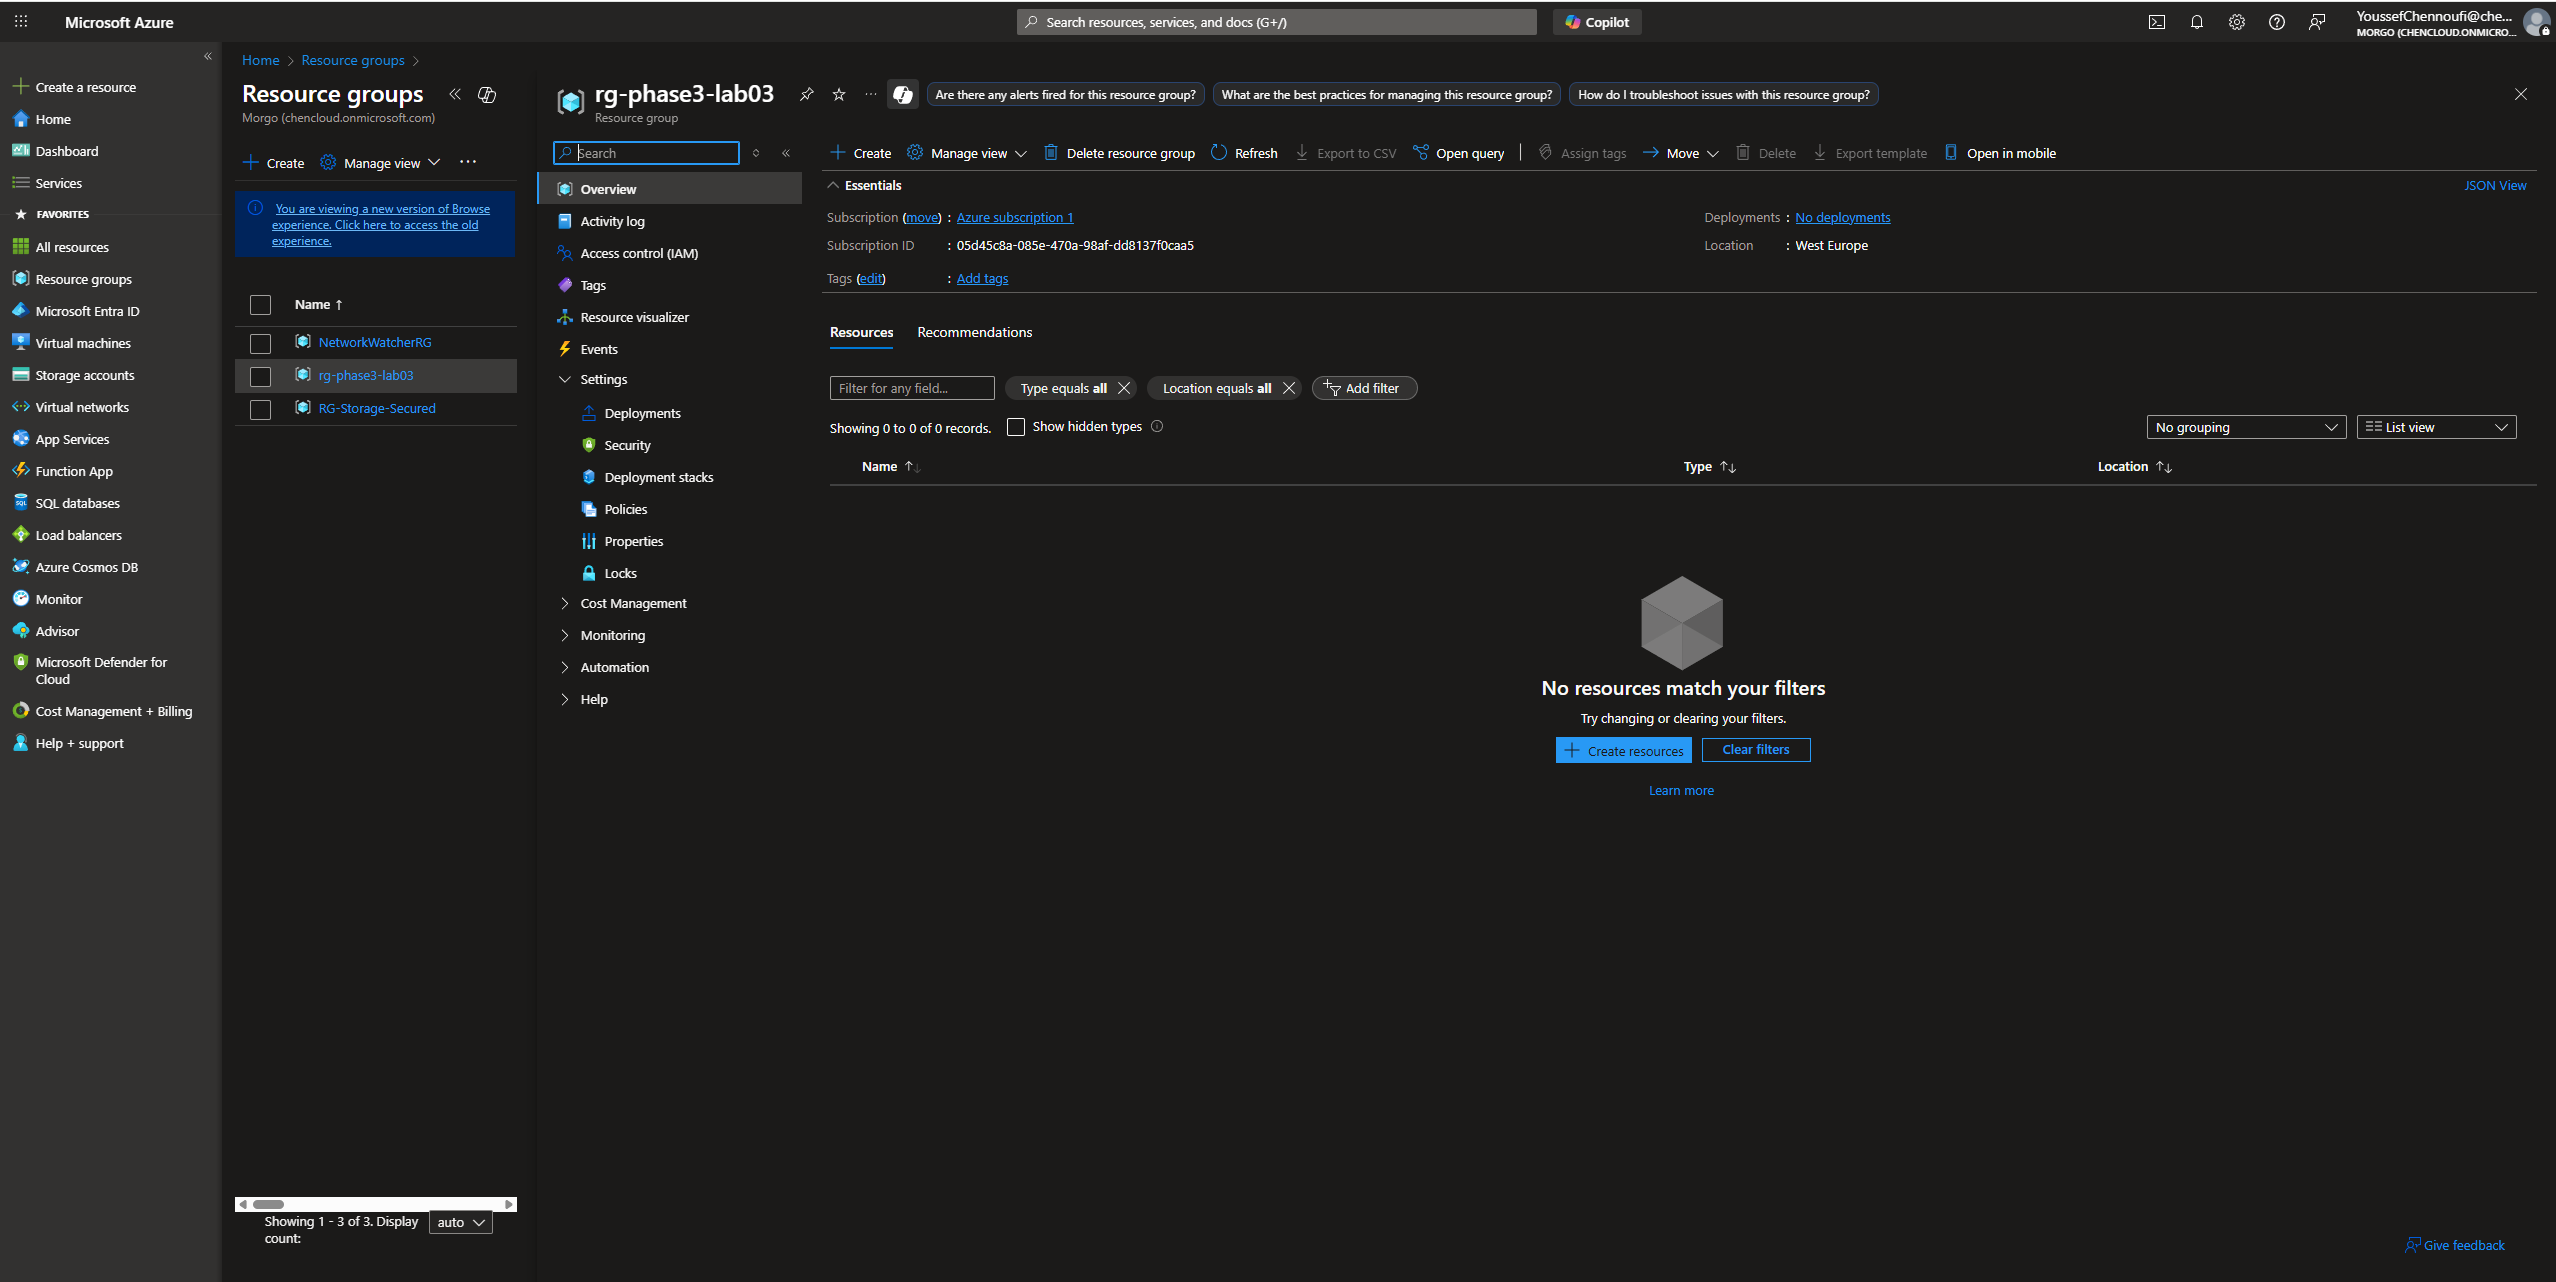 Microsoft Azure
Search resources, services, and docs (G+/)
Copilot
YoussefChennoufi@che...
MORGO (CHENCLOUD.ONMICRO...
Create a resource
Home
Dashboard
Services
FAVORITES
All resources
Resource groups
Microsoft Entra ID
Virtual machines
Storage accounts
Virtual networks
App Services
Function App
SQL databases
Load balancers
Azure Cosmos DB
Monitor
Advisor
Microsoft Defender for
Cloud
Cost Management + Billing
Help + support
Home > Resource groups >
Resource groups
Morgo (chencloud.onmicrosoft.com)
Create Manage view ...
You are viewing a new version of Browse
experience. Click here to access the old
experience.
Name ↑
NetworkWatcherRG
rg-phase3-lab03
RG-Storage-Secured
Showing 1 - 3 of 3. Display
count:
auto
rg-phase3-lab03
Resource group
Are there any alerts fired for this resource group?
What are the best practices for managing this resource group?
How do I troubleshoot issues with this resource group?
Search
Overview
Activity log
Access control (IAM)
Tags
Resource visualizer
Events
Settings
Deployments
Security
Deployment stacks
Policies
Properties
Locks
Cost Management
Monitoring
Automation
Help
Create Manage view Delete resource group Refresh Export to CSV Open query | Assign tags Move Delete Export template Open in mobile
Essentials
JSON View
Subscription (move) : Azure subscription 1
Subscription ID : 05d45c8a-085e-470a-98af-dd8137f0caa5
Tags (edit) : Add tags
Deployments : No deployments
Location : West Europe
Resources Recommendations
Filter for any field...
Type equals all
Location equals all
Add filter
Showing 0 to 0 of 0 records.
Show hidden types
No grouping
List view
Name ↑↓ Type ↑↓ Location ↑↓
No resources match your filters
Try changing or clearing your filters.
Create resources
Clear filters
Learn more
Give feedback